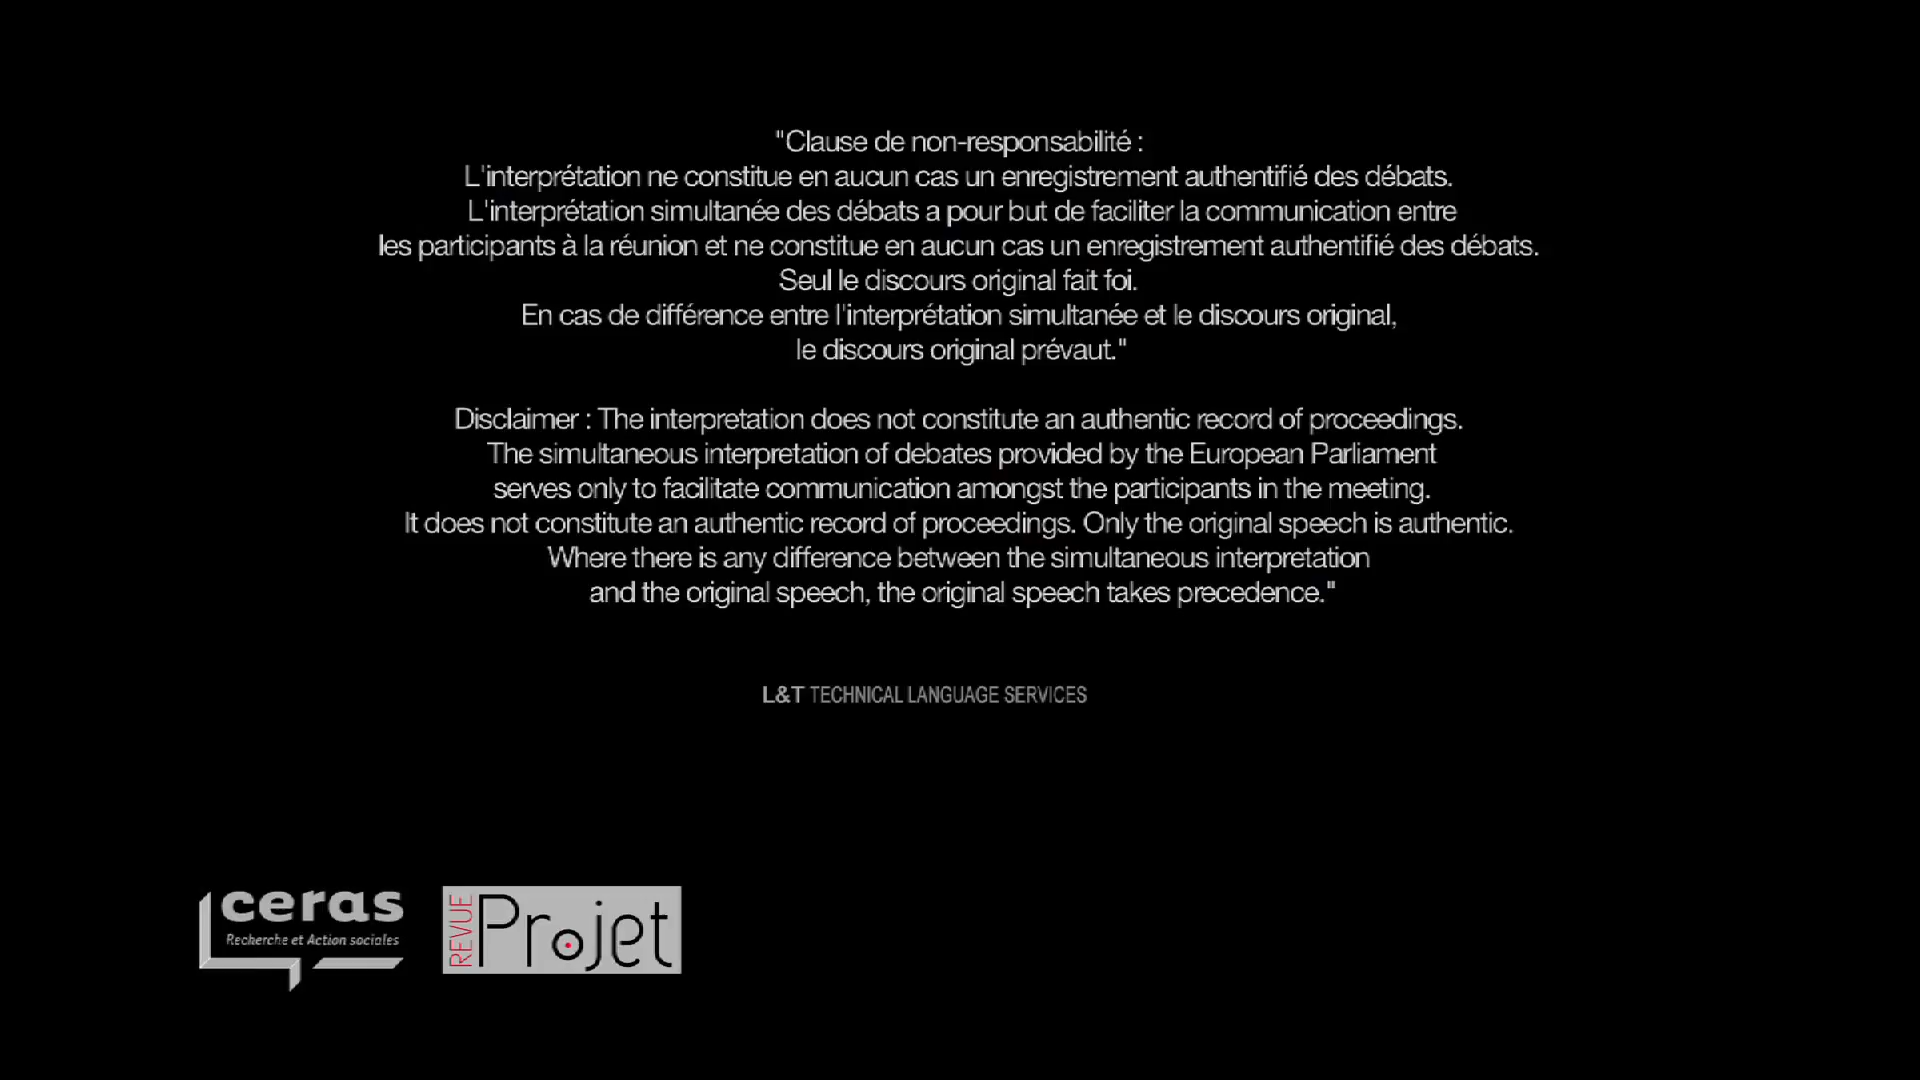 "Clause de non-responsabilité :
L'interprétation ne constitue en aucun cas un enregistrement authentifié des débats.
L'interprétation simultanée des débats a pour but de faciliter la communication entre
les participants à la réunion et ne constitue en aucun cas un enregistrement authentifié des débats.
Seul le discours original fait foi.
En cas de différence entre l'interprétation simultanée et le discours original,
le discours original prévaut."
Disclaimer : The interpretation does not constitute an authentic record of proceedings.
The simultaneous interpretation of debates provided by the European Parliament
serves only to facilitate communication amongst the participants in the meeting.
It does not constitute an authentic record of proceedings. Only the original speech is authentic.
Where there is any difference between the simultaneous interpretation
and the original speech, the original speech takes precedence."
L&T TECHNICAL LANGUAGE SERVICES
ceras
Recherche et Action sociales
REVUE Projet